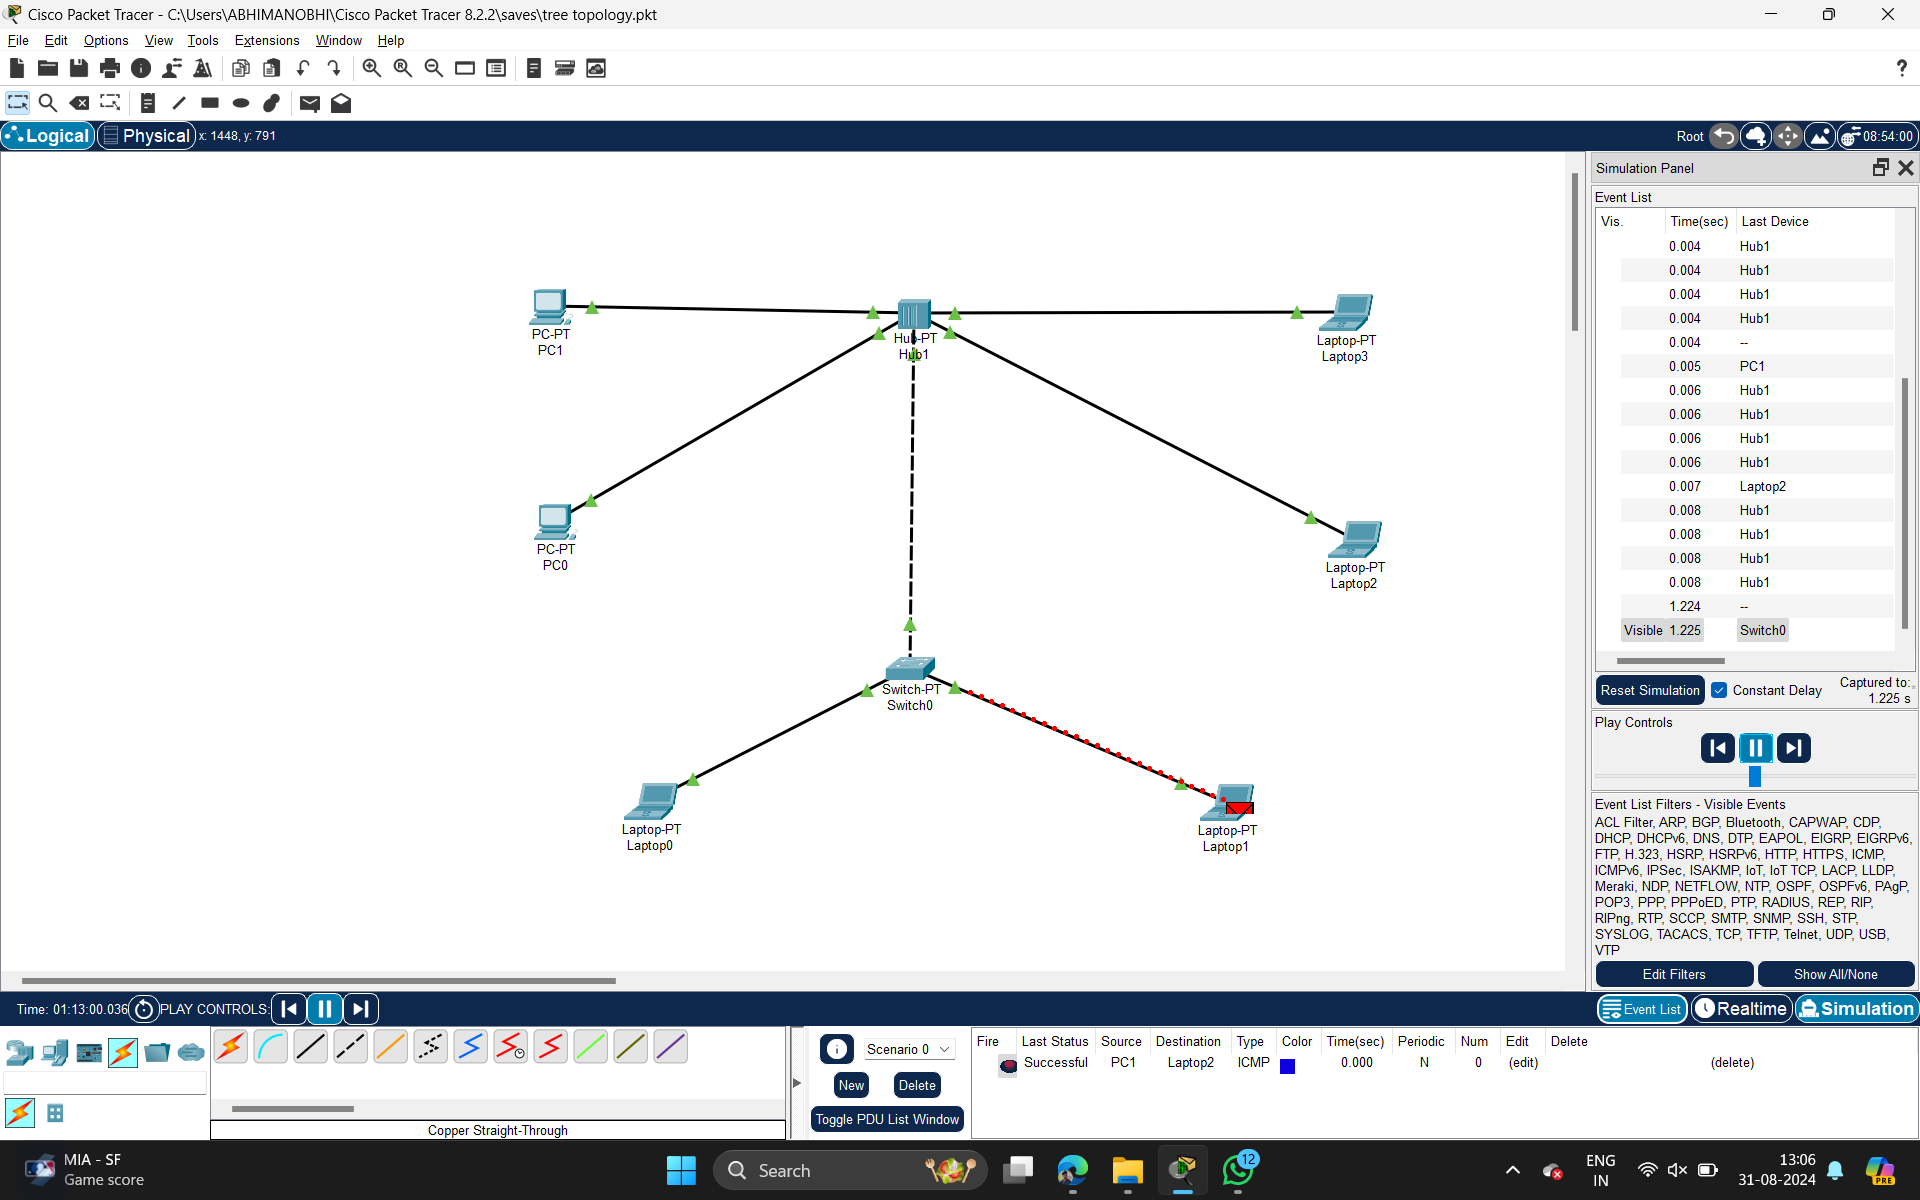 Cisco Packet Tracer - C:\Users\ABHIMANOBHI\Cisco Packet Tracer 8.2.2\saves\tree topology.pkt
File Edit Options View Tools Extensions Window Help
?
Logical Physical x: 1448, y: 791 Root 08:54:00
PC-PT
PC1
Hub-PT
Hub1
Laptop-PT
Laptop3
PC-PT
PC0
Laptop-PT
Laptop2
Switch-PT
Switch0
Laptop-PT
Laptop0
Laptop-PT
Laptop1
Simulation Panel
Event List
Vis. Time(sec) Last Device
0.004 Hub1
0.004 Hub1
0.004 Hub1
0.004 Hub1
0.004 --
0.005 PC1
0.006 Hub1
0.006 Hub1
0.006 Hub1
0.006 Hub1
0.007 Laptop2
0.008 Hub1
0.008 Hub1
0.008 Hub1
0.008 Hub1
1.224 --
Visible 1.225 Switch0
Reset Simulation Constant Delay Captured to:
1.225 s
Play Controls
Event List Filters - Visible Events
ACL Filter, ARP, BGP, Bluetooth, CAPWAP, CDP,
DHCP, DHCPv6, DNS, DTP, EAPOL, EIGRP, EIGRPv6,
FTP, H.323, HSRP, HSRPv6, HTTP, HTTPS, ICMP,
ICMPv6, IPSec, ISAKMP, IoT, IoT TCP, LACP, LLDP,
Meraki, NDP, NETFLOW, NTP, OSPF, OSPFv6, PAgP,
POP3, PPP, PPPoED, PTP, RADIUS, REP, RIP,
RIPng, RTP, SCCP, SMTP, SNMP, SSH, STP,
SYSLOG, TACACS, TCP, TFTP, Telnet, UDP, USB,
VTP
Edit Filters Show All/None
Time: 01:13:00.036 PLAY CONTROLS: Event List Realtime Simulation
Copper Straight-Through
Scenario 0
New Delete
Toggle PDU List Window
Fire Last Status Source Destination Type Color Time(sec) Periodic Num Edit Delete
Successful PC1 Laptop2 ICMP 0.000 N 0 (edit) (delete)
MIA - SF
Game score
Search
12
ENG
IN
13:06
31-08-2024
PRE